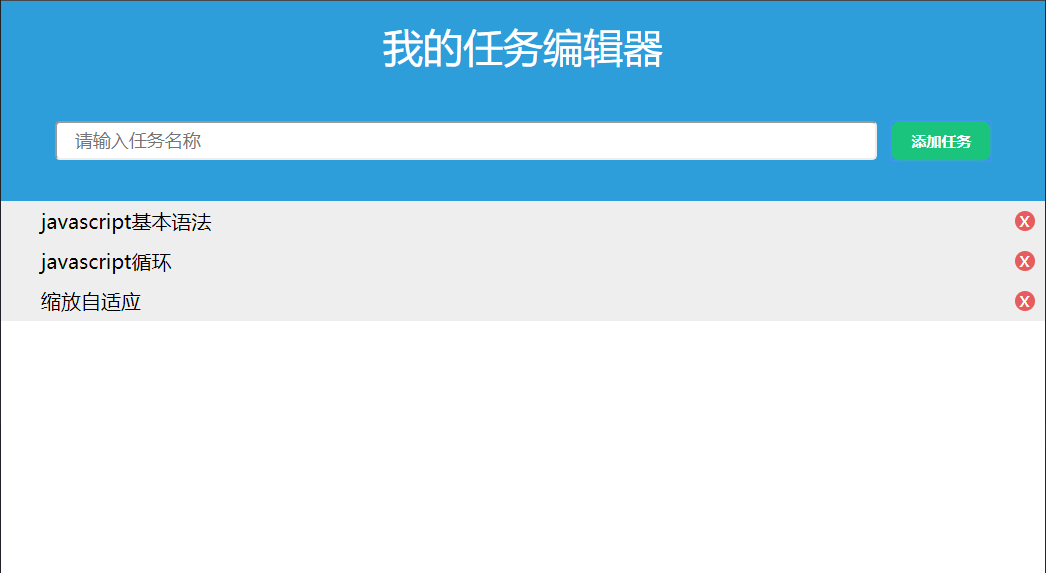 我的任务编辑器
请输入任务名称
添加任务
javascript基本语法
X
javascript循环
X
缩放自适应
X